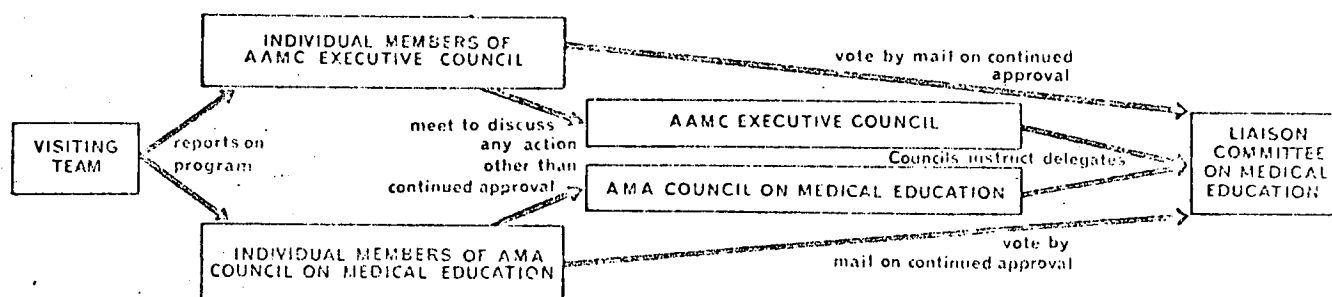 INDIVIDUAL MEMBERS OF
AAMC EXECUTIVE COUNCIL
vote by mail on continued
approval
VISITING
TEAM
reports on
program
meet to discuss
any action
other than
continued approval
AAMC EXECUTIVE COUNCIL
Councils instruct delegates
AMA COUNCIL ON MEDICAL EDUCATION
LIAISON
COMMITTEE
ON MEDICAL
EDUCATION
INDIVIDUAL MEMBERS OF AMA
COUNCIL ON MEDICAL EDUCATION
vote by
mail on continued approval